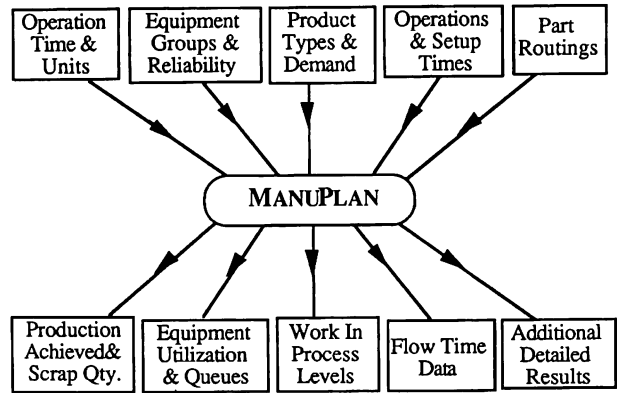 Operation
Time &
Units
Equipment
Groups &
Reliability
Product
Types &
Demand
Operations
& Setup
Times
Part
Routings
MANUPLAN
Production
Achieved&
Scrap Qty.
Equipment
Utilization
& Queues
Work In
Process
Levels
Flow Time
Data
Additional
Detailed
Results